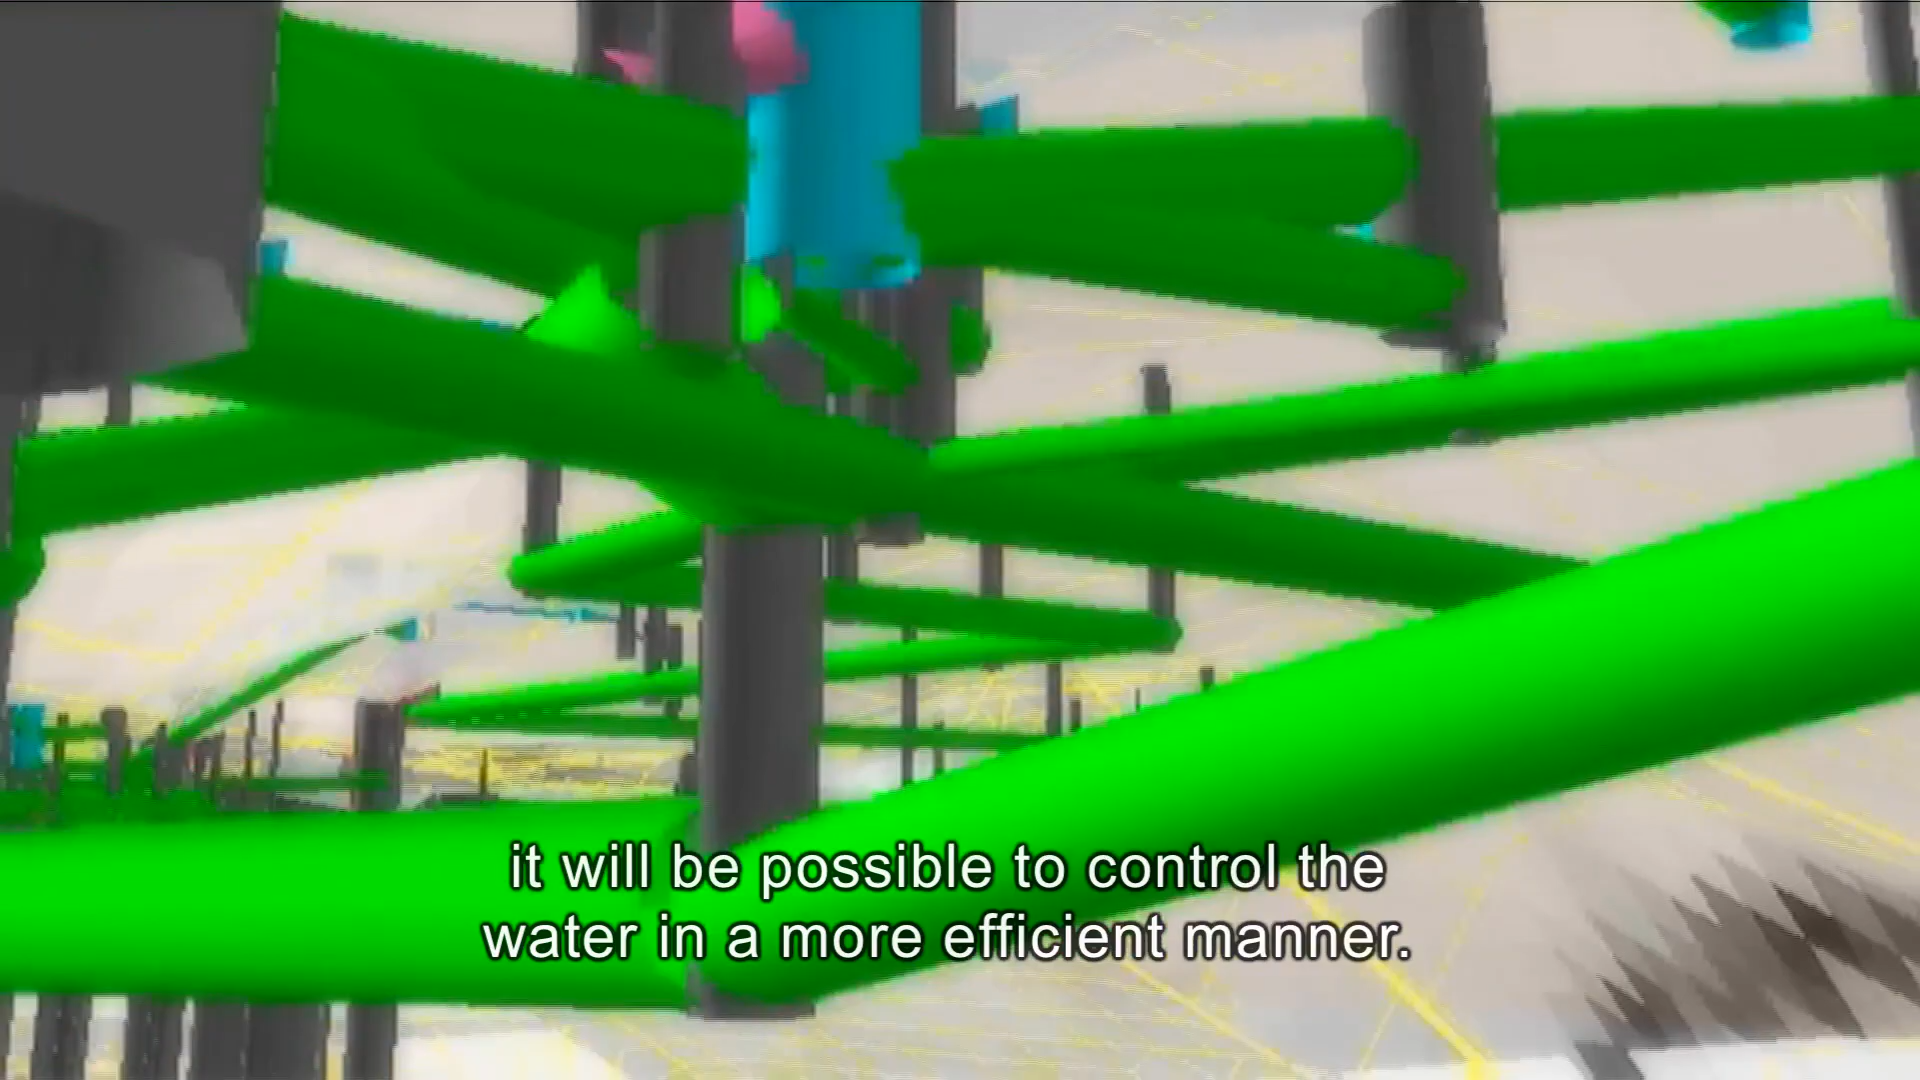 it will be possible to control the
water in a more efficient manner.